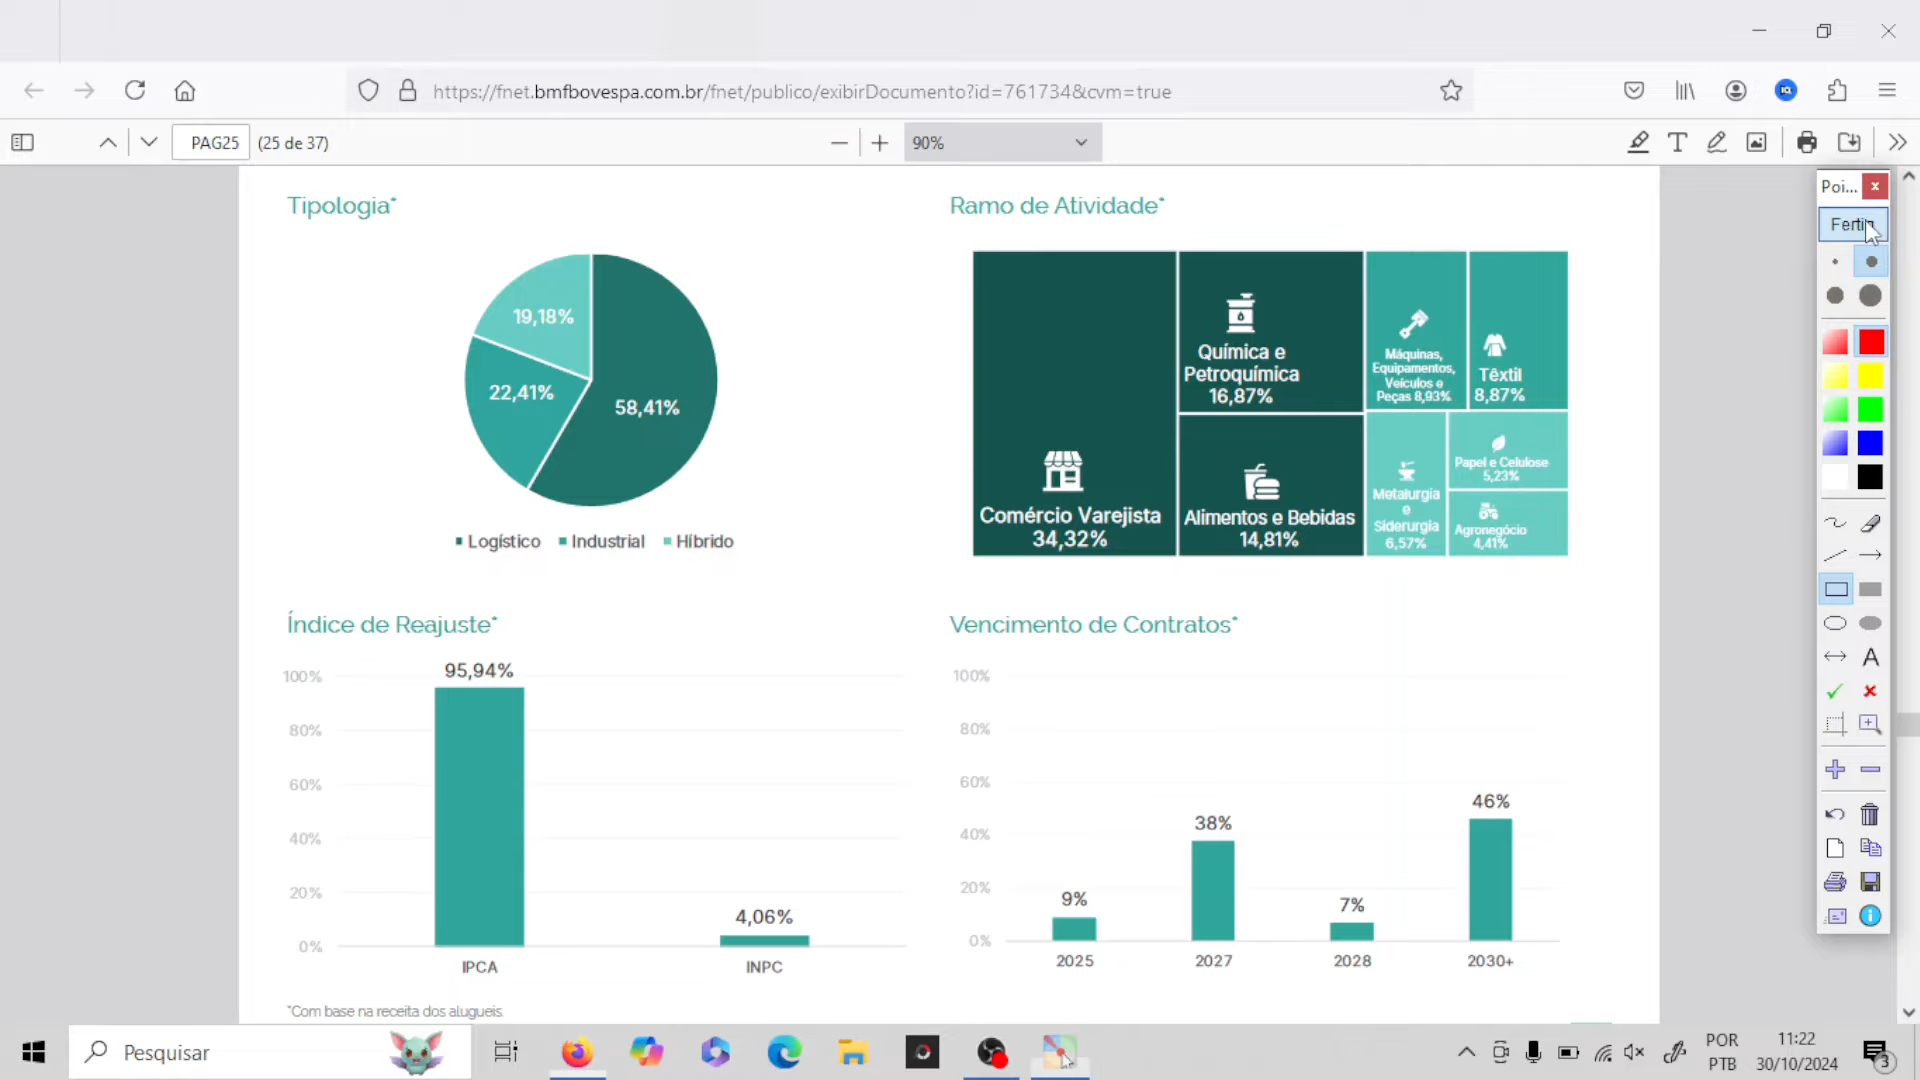 https://fnet.bmfbovespa.com.br/fnet/publico/exibirDocumento?id=761734&cvm=true
PAG25 (25 de 37)
90%
Poi...
Tipologia*
19,18%
22,41%
58,41%
Logístico Industrial Híbrido
Ramo de Atividade*
Comércio Varejista
34,32%
Química e
Petroquímica
16,87%
Alimentos e Bebidas
14,81%
Máquinas,
Equipamentos,
Veículos e
Peças 8,93%
Têxtil
8,87%
Metalurgia
e
Siderurgia
6,57%
Papel e Celulose
5,23%
Agronegócio
4,41%
Índice de Reajuste*
100%
80%
60%
40%
20%
0%
95,94%
4,06%
IPCA INPC
*Com base na receita dos alugueis.
Vencimento de Contratos*
100%
80%
60%
40%
20%
0%
9%
38%
7%
46%
2025 2027 2028 2030+
Pesquisar
POR
PTB
11:22
30/10/2024
3